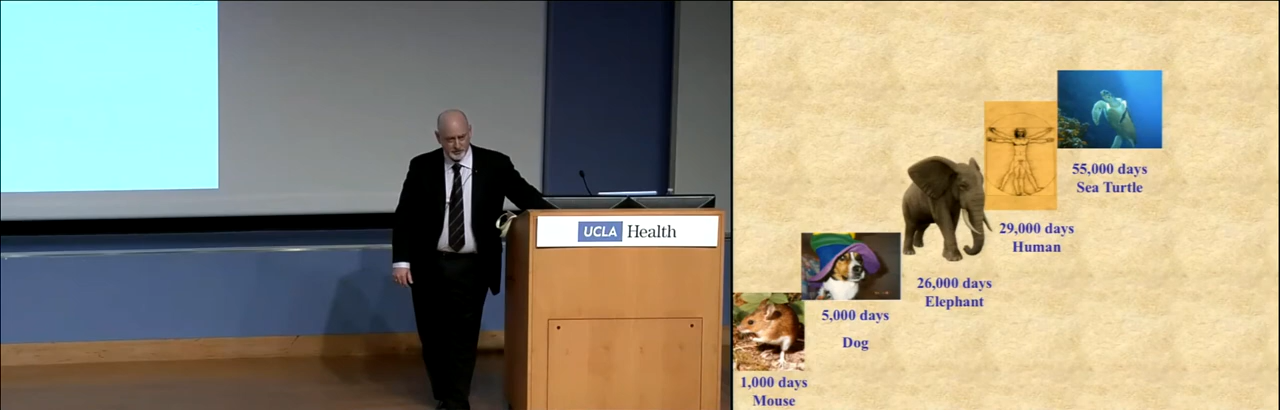 UCLA Health
55,000 days
Sea Turtle
29,000 days
Human
26,000 days
Elephant
5,000 days
Dog
1,000 days
Mouse